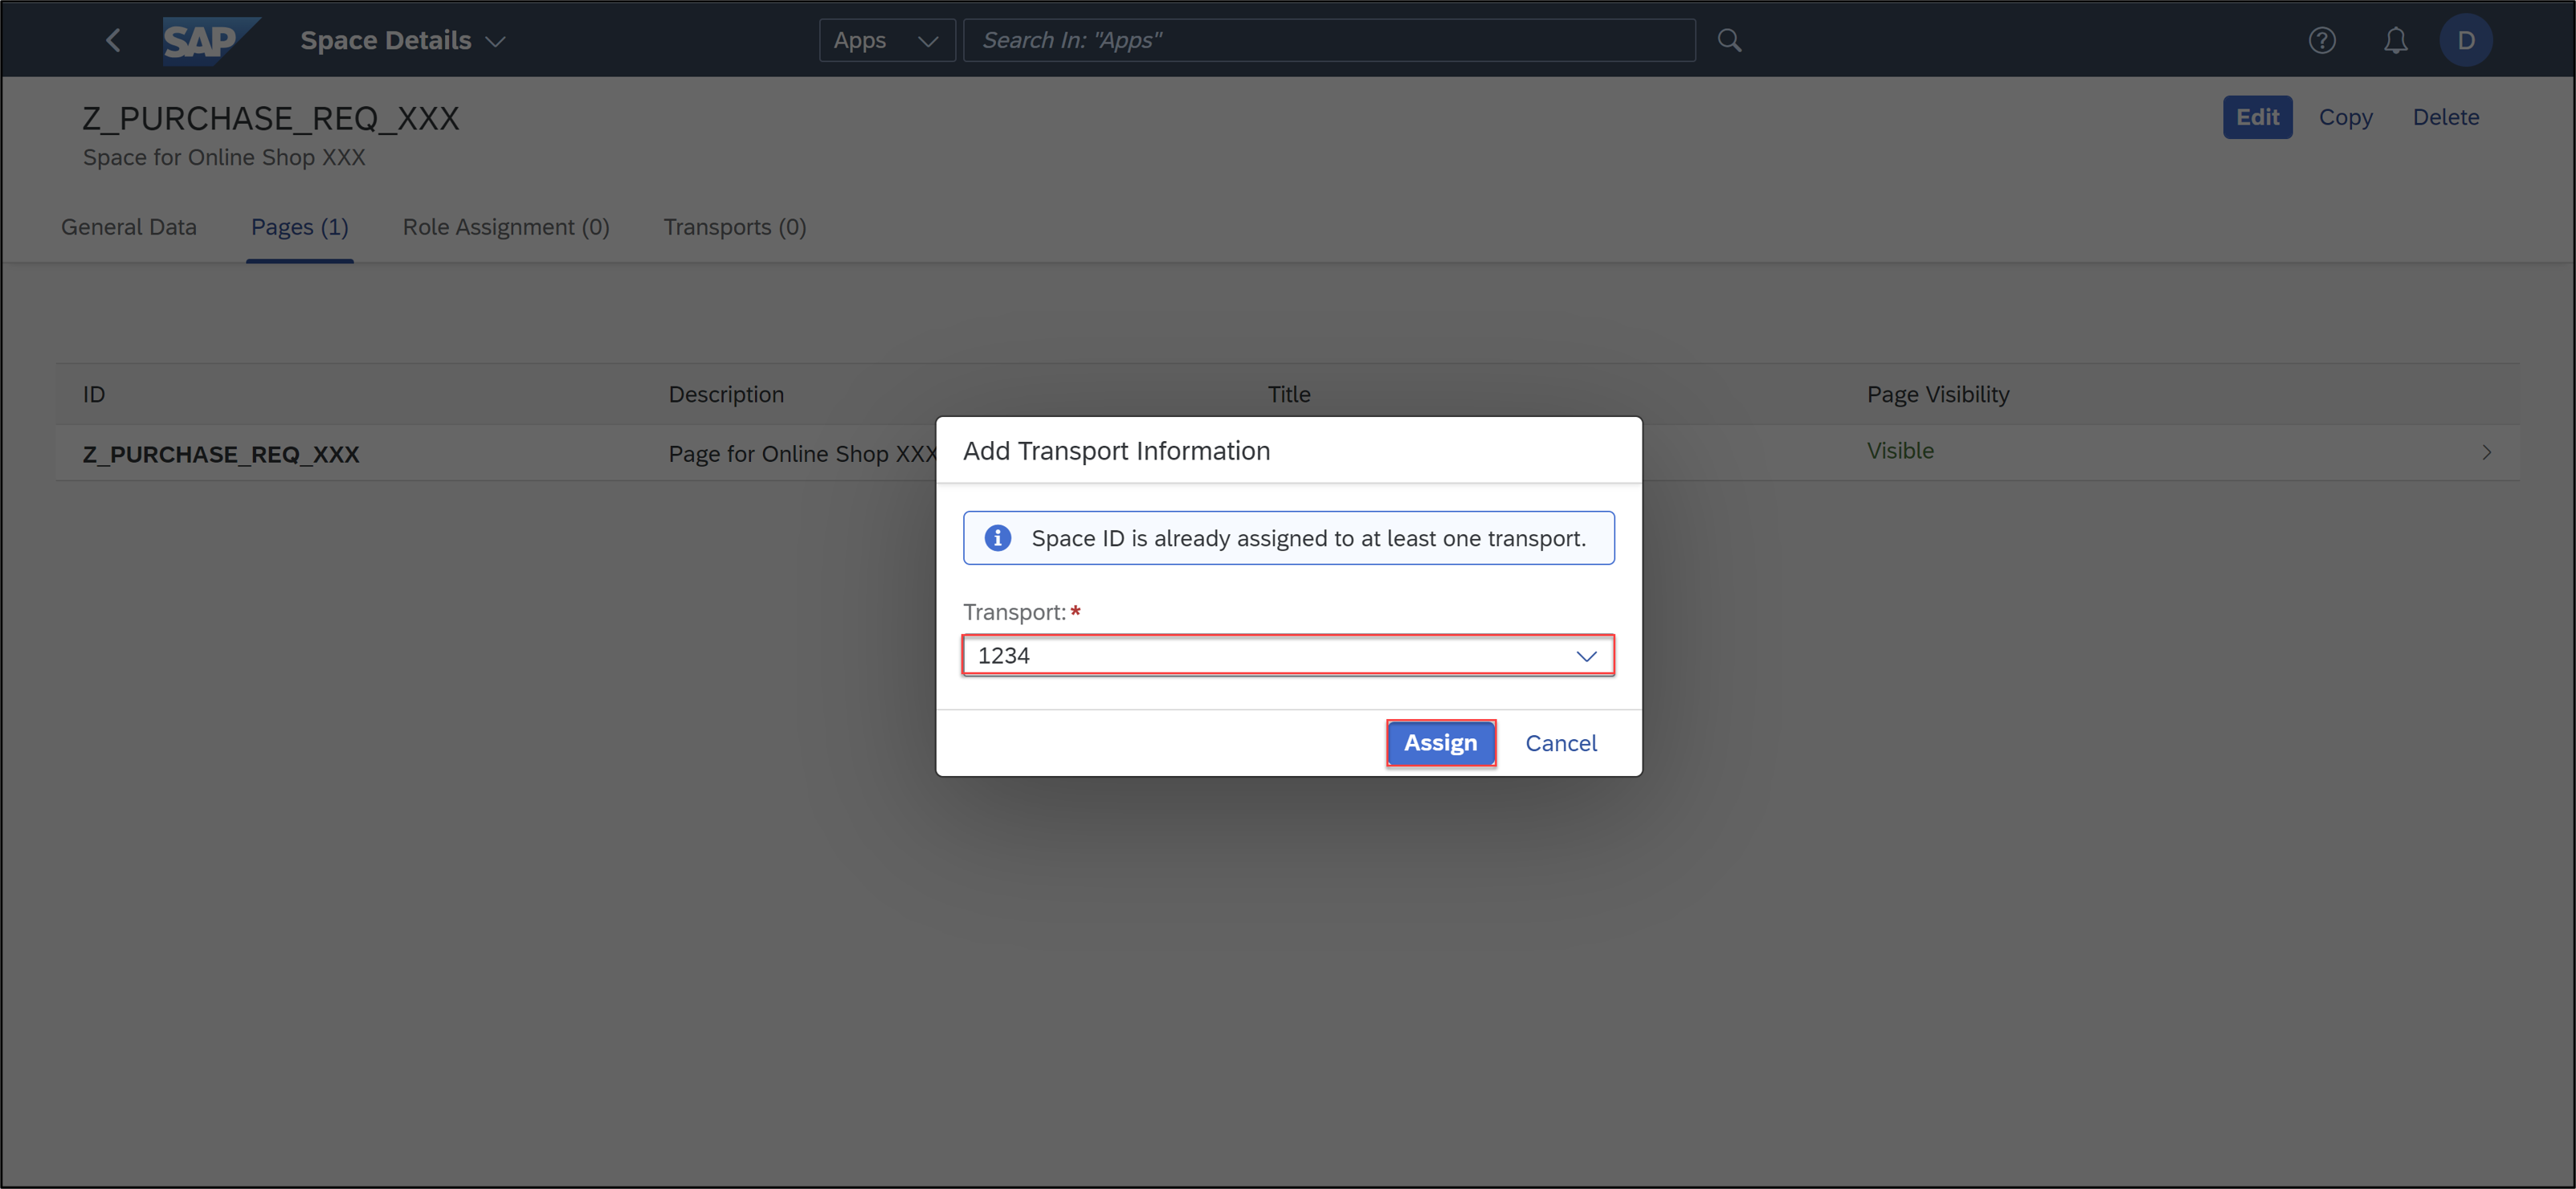 SAP Space Details Apps Search In: "Apps" D
Z_PURCHASE_REQ_XXX Edit Copy Delete
Space for Online Shop XXX
General Data Pages (1) Role Assignment (0) Transports (0)
ID Description Title Page Visibility
Z_PURCHASE_REQ_XXX Page for Online Shop XXX Visible
Add Transport Information
Space ID is already assigned to at least one transport.
Transport:*
1234
Assign Cancel